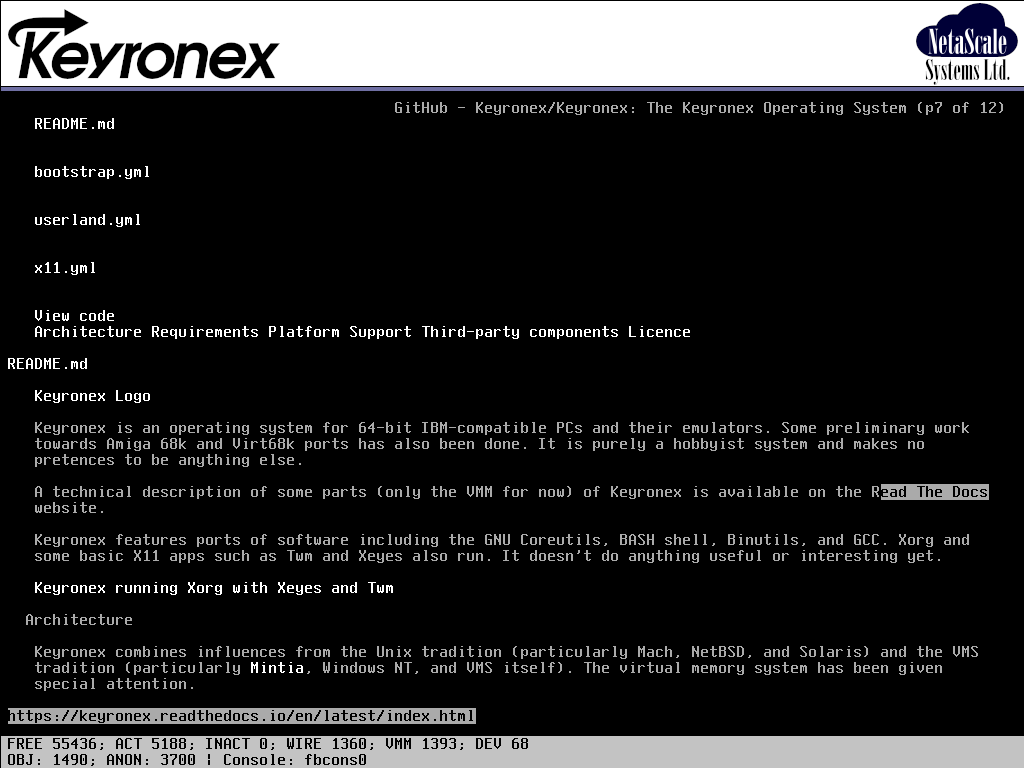 Keyronex
NetaScale
Systems Ltd.
GitHub - Keyronex/Keyronex: The Keyronex Operating System (p7 of 12)
README.md
bootstrap.yml
userland.yml
x11.yml
View code
Architecture Requirements Platform Support Third-party components Licence
README.md
Keyronex Logo
Keyronex is an operating system for 64-bit IBM-compatible PCs and their emulators. Some preliminary work
towards Amiga 68k and Virt68k ports has also been done. It is purely a hobbyist system and makes no
pretences to be anything else.
A technical description of some parts (only the VMM for now) of Keyronex is available on the Read The Docs
website.
Keyronex features ports of software including the GNU Coreutils, BASH shell, Binutils, and GCC. Xorg and
some basic X11 apps such as Twm and Xeyes also run. It doesn't do anything useful or interesting yet.
Keyronex running Xorg with Xeyes and Twm
Architecture
Keyronex combines influences from the Unix tradition (particularly Mach, NetBSD, and Solaris) and the VMS
tradition (particularly Mintia, Windows NT, and VMS itself). The virtual memory system has been given
special attention.
https://keyronex.readthedocs.io/en/latest/index.html
FREE 55436; ACT 5188; INACT 0; WIRE 1360; VMM 1393; DEV 68
OBJ: 1490; ANON: 3700 ¦ Console: fbcons0